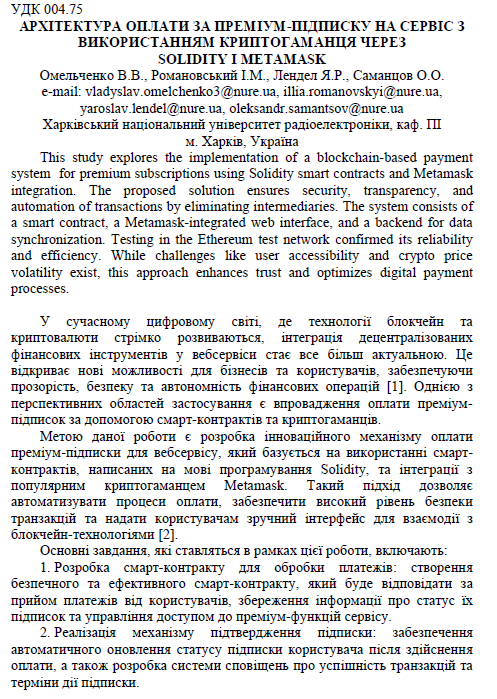 УДК 004.75
АРХІТЕКТУРА ОПЛАТИ ЗА ПРЕМІУМ-ПІДПИСКУ НА СЕРВІС З
ВИКОРИСТАННЯМ КРИПТОГАМАНЦЯ ЧЕРЕЗ
SOLIDITY І METAMASK
Омельченко В.В., Романовський І.М., Лендел Я.Р., Саманцов О.О.
e-mail: vladyslav.omelchenko3@nure.ua, illia.romanovskyi@nure.ua,
yaroslav.lendel@nure.ua, oleksandr.samantsov@nure.ua
Харківський національний університет радіоелектроніки, каф. ПІ
м. Харків, Україна
This study explores the implementation of a blockchain-based payment
system for premium subscriptions using Solidity smart contracts and Metamask
integration. The proposed solution ensures security, transparency, and
automation of transactions by eliminating intermediaries. The system consists of
a smart contract, a Metamask-integrated web interface, and a backend for data
synchronization. Testing in the Ethereum test network confirmed its reliability
and efficiency. While challenges like user accessibility and crypto price
volatility exist, this approach enhances trust and optimizes digital payment
processes.
У сучасному цифровому світі, де технології блокчейн та
криптовалюти стрімко розвиваються, інтеграція децентралізованих
фінансових інструментів у вебсервіси стає все більш актуальною. Це
відкриває нові можливості для бізнесів та користувачів, забезпечуючи
прозорість, безпеку та автономність фінансових операцій [1]. Однією з
перспективних областей застосування є впровадження оплати преміум-
підписок за допомогою смарт-контрактів та криптогаманців.
Метою даної роботи є розробка інноваційного механізму оплати
преміум-підписки для вебсервісу, який базується на використанні смарт-
контрактів, написаних на мові програмування Solidity, та інтеграції з
популярним криптогаманцем Metamask. Такий підхід дозволяє
автоматизувати процеси оплати, забезпечити високий рівень безпеки
транзакцій та надати користувачам зручний інтерфейс для взаємодії з
блокчейн-технологіями [2].
Основні завдання, які ставляться в рамках цієї роботи, включають:
1. Розробка смарт-контракту для обробки платежів: створення
безпечного та ефективного смарт-контракту, який буде відповідати за
прийом платежів від користувачів, збереження інформації про статус їх
підписок та управління доступом до преміум-функцій сервісу.
2. Реалізація механізму підтвердження підписки: забезпечення
автоматичного оновлення статусу підписки користувача після здійснення
оплати, а також розробка системи сповіщень про успішність транзакцій та
терміни дії підписки.